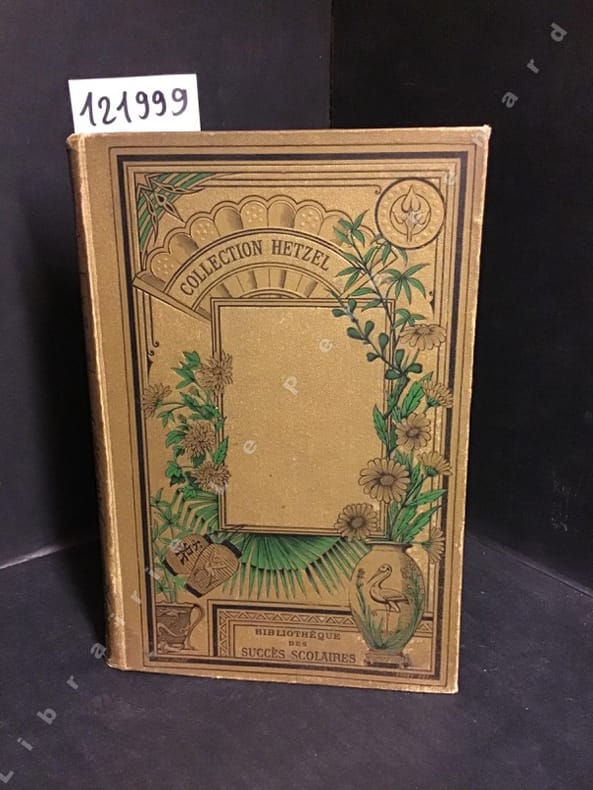 121999
COLLECTION HETZEL
BIBLIOTHÈQUE
DES
SUCCÈS SCOLAIRES